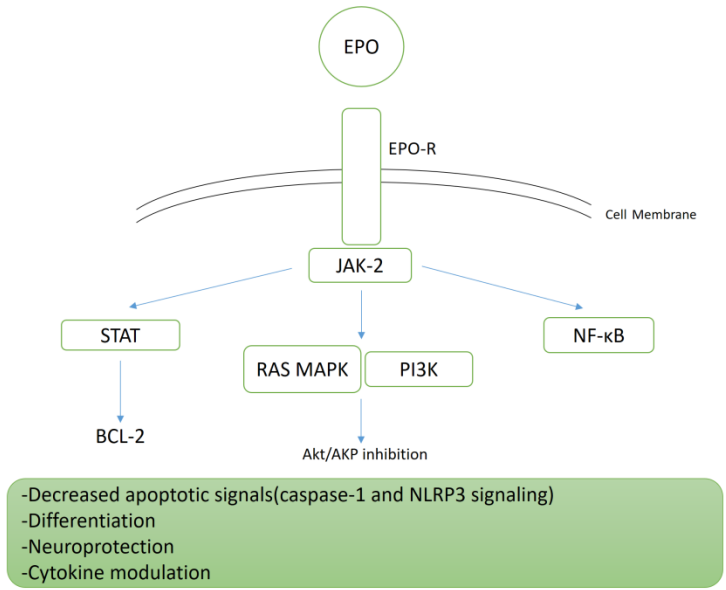 EPO
EPO-R
Cell Membrane
JAK-2
STAT
NF-κB
RAS MAPK
PI3K
BCL-2
Akt/AKP inhibition
-Decreased apoptotic signals(caspase-1 and NLRP3 signaling)
-Differentiation
-Neuroprotection
-Cytokine modulation